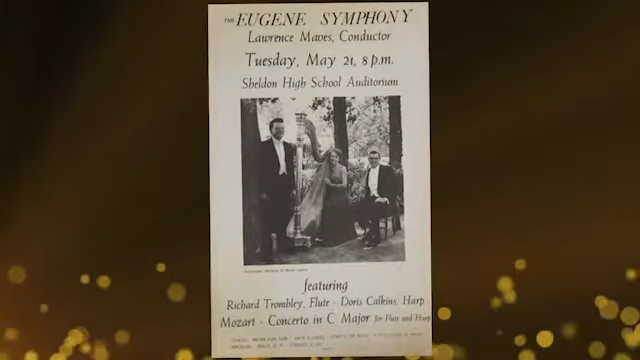 THE EUGENE SYMPHONY
Lawrence Maves, Conductor
Tuesday, May 21, 8 p.m.
Sheldon High School Auditorium
featuring
Richard Trombley, Flute - Doris Calkins, Harp
Mozart - Concerto in C Major for Flute and Harp